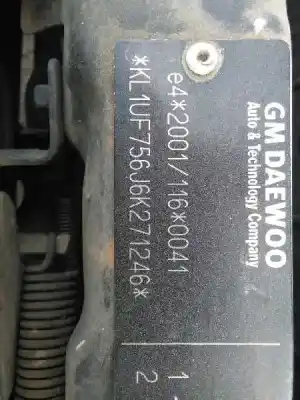 GM DAEWOO
Auto & Technology Company
e4*2001/116*0041
*KL1UF756J6K271246*
1
2